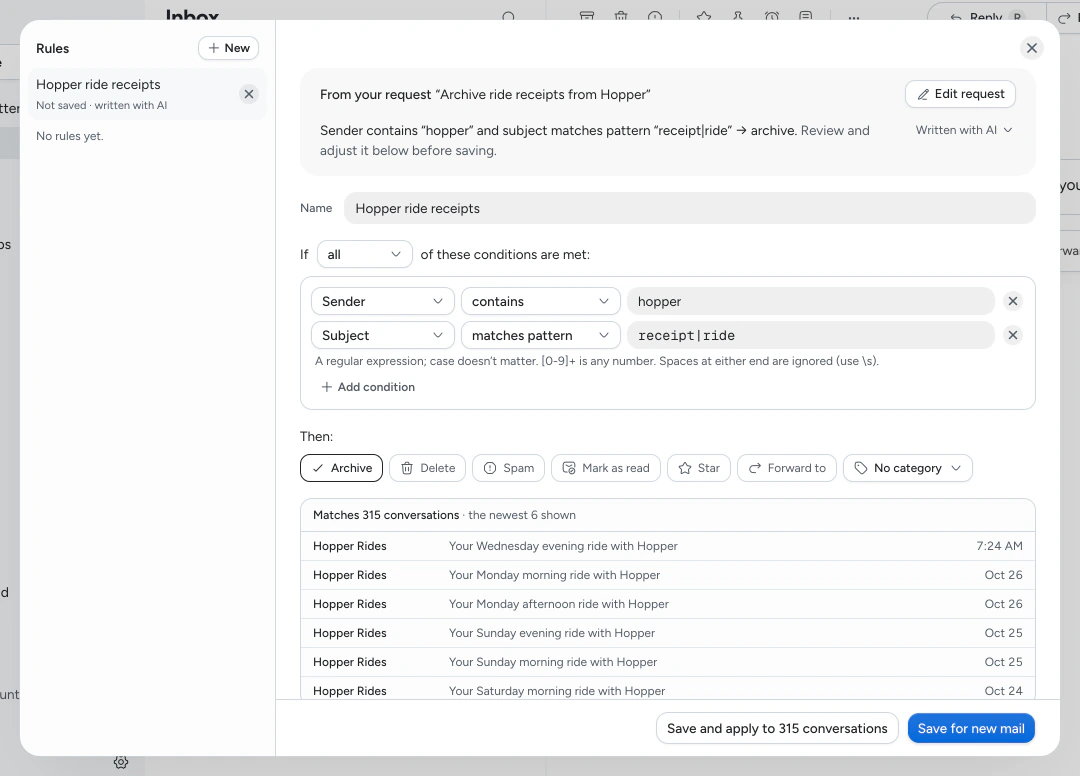 Inbox
Reply R
Rules
New
Hopper ride receipts
Not saved · written with AI
No rules yet.
From your request “Archive ride receipts from Hopper”
Edit request
Sender contains “hopper” and subject matches pattern “receipt|ride” → archive. Review and
adjust it below before saving.
Written with AI
Name
Hopper ride receipts
If all of these conditions are met:
Sender contains hopper
Subject matches pattern receipt|ride
A regular expression; case doesn’t matter. [0-9]+ is any number. Spaces at either end are ignored (use \s).
Add condition
Then:
Archive Delete Spam Mark as read Star Forward to No category
Matches 315 conversations · the newest 6 shown
Hopper Rides Your Wednesday evening ride with Hopper 7:24 AM
Hopper Rides Your Monday morning ride with Hopper Oct 26
Hopper Rides Your Monday afternoon ride with Hopper Oct 26
Hopper Rides Your Sunday evening ride with Hopper Oct 25
Hopper Rides Your Sunday morning ride with Hopper Oct 25
Hopper Rides Your Saturday morning ride with Hopper Oct 24
Save and apply to 315 conversations
Save for new mail